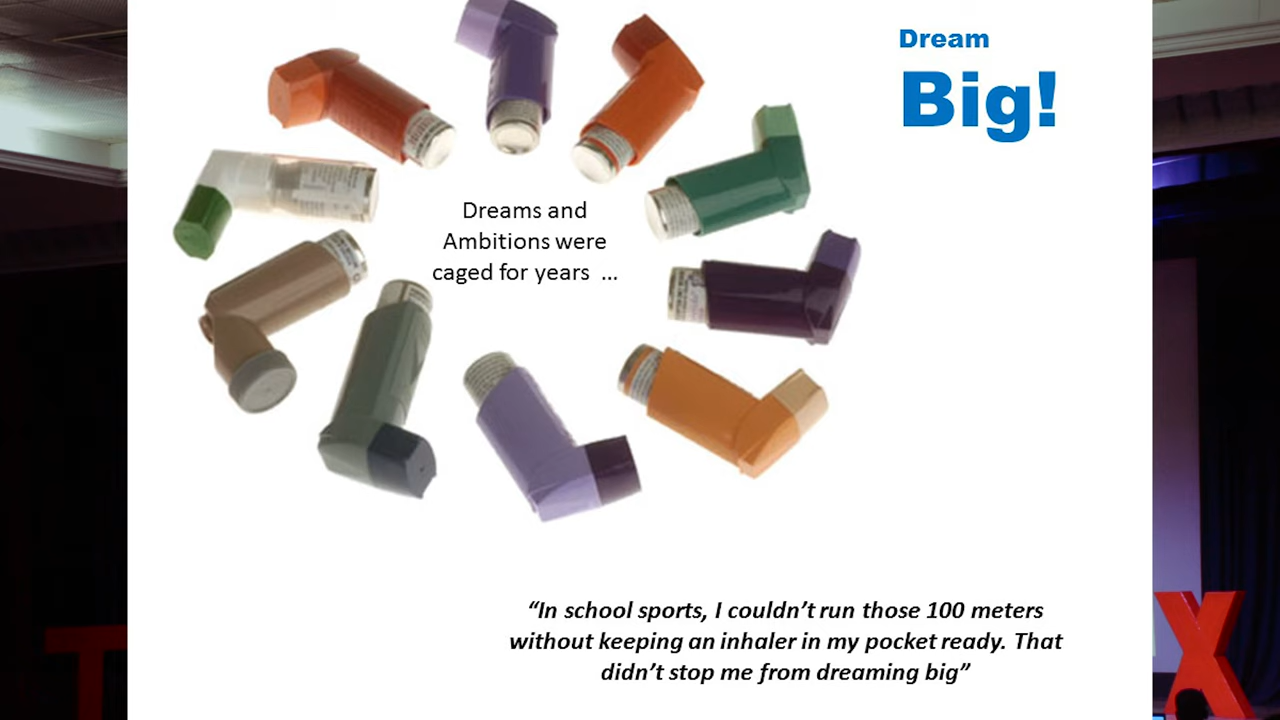 Dream
Big!
Dreams and
Ambitions were
caged for years ...
“In school sports, I couldn’t run those 100 meters
without keeping an inhaler in my pocket ready. That
didn’t stop me from dreaming big”
T
X